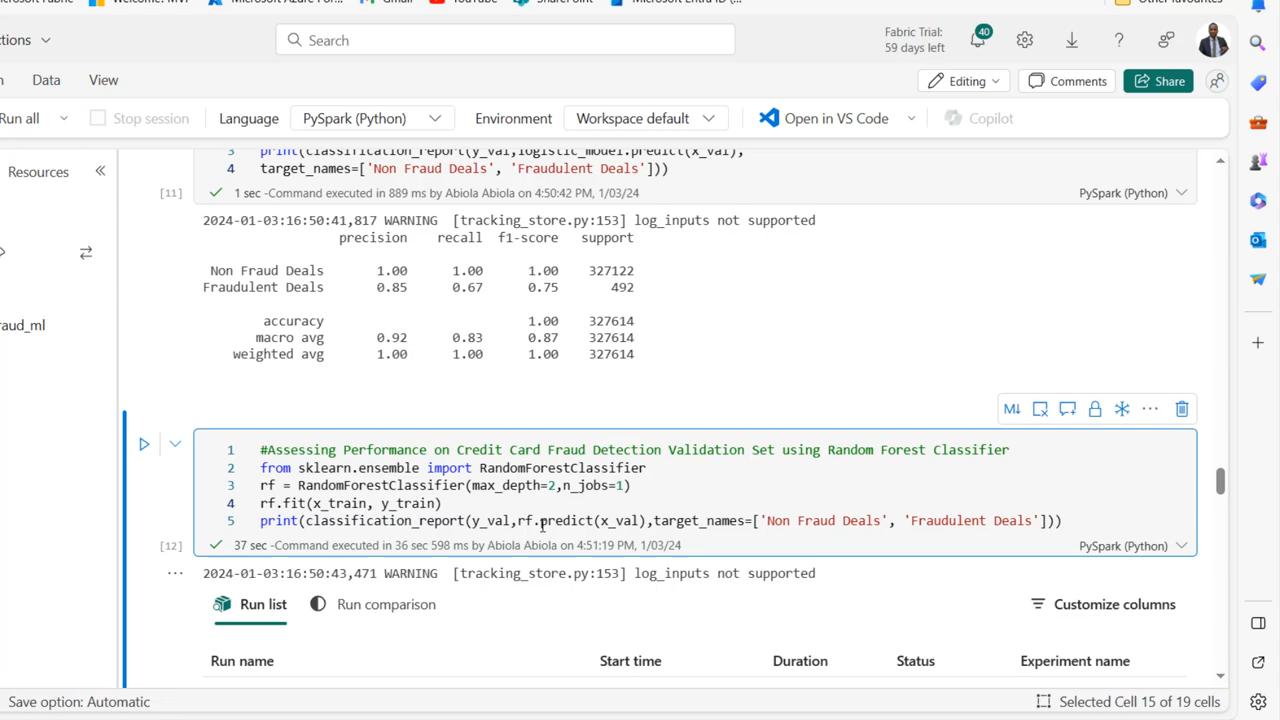 Microsoft Fabric
Welcome! MVP
Microsoft Azure For...
Gmail
YouTube
SharePoint
Microsoft Entra ID (...
Other favourites
ctions
Search
Fabric Trial:
59 days left
40
Data
View
Editing
Comments
Share
Run all
Stop session
Language
PySpark (Python)
Environment
Workspace default
Open in VS Code
Copilot
Resources
raud_ml
3 print(classification_report(y_val,logistic_model.predict(x_val),
4 target_names=['Non Fraud Deals', 'Fraudulent Deals']))
[11] 1 sec -Command executed in 889 ms by Abiola Abiola on 4:50:42 PM, 1/03/24 PySpark (Python)
2024-01-03:16:50:41,817 WARNING [tracking_store.py:153] log_inputs not supported
precision recall f1-score support
Non Fraud Deals 1.00 1.00 1.00 327122
Fraudulent Deals 0.85 0.67 0.75 492
accuracy 1.00 327614
macro avg 0.92 0.83 0.87 327614
weighted avg 1.00 1.00 1.00 327614
M↓
1 #Assessing Performance on Credit Card Fraud Detection Validation Set using Random Forest Classifier
2 from sklearn.ensemble import RandomForestClassifier
3 rf = RandomForestClassifier(max_depth=2,n_jobs=1)
4 rf.fit(x_train, y_train)
5 print(classification_report(y_val,rf.predict(x_val),target_names=['Non Fraud Deals', 'Fraudulent Deals']))
[12] 37 sec -Command executed in 36 sec 598 ms by Abiola Abiola on 4:51:19 PM, 1/03/24 PySpark (Python)
... 2024-01-03:16:50:43,471 WARNING [tracking_store.py:153] log_inputs not supported
Run list
Run comparison
Customize columns
Run name Start time Duration Status Experiment name
Save option: Automatic
Selected Cell 15 of 19 cells